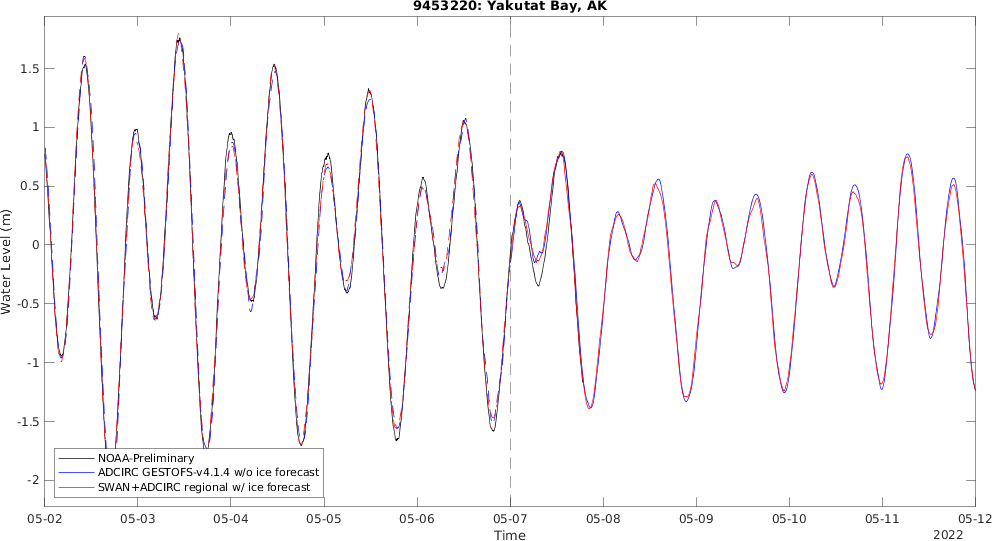 9453220: Yakutat Bay, AK
1.5
1
0.5
0
-0.5
-1
-1.5
-2
Water Level (m)
NOAA-Preliminary
ADCIRC GESTOFS-v4.1.4 w/o ice forecast
SWAN+ADCIRC regional w/ ice forecast
05-02 05-03 05-04 05-05 05-06 05-07 05-08 05-09 05-10 05-11 05-12
Time
2022